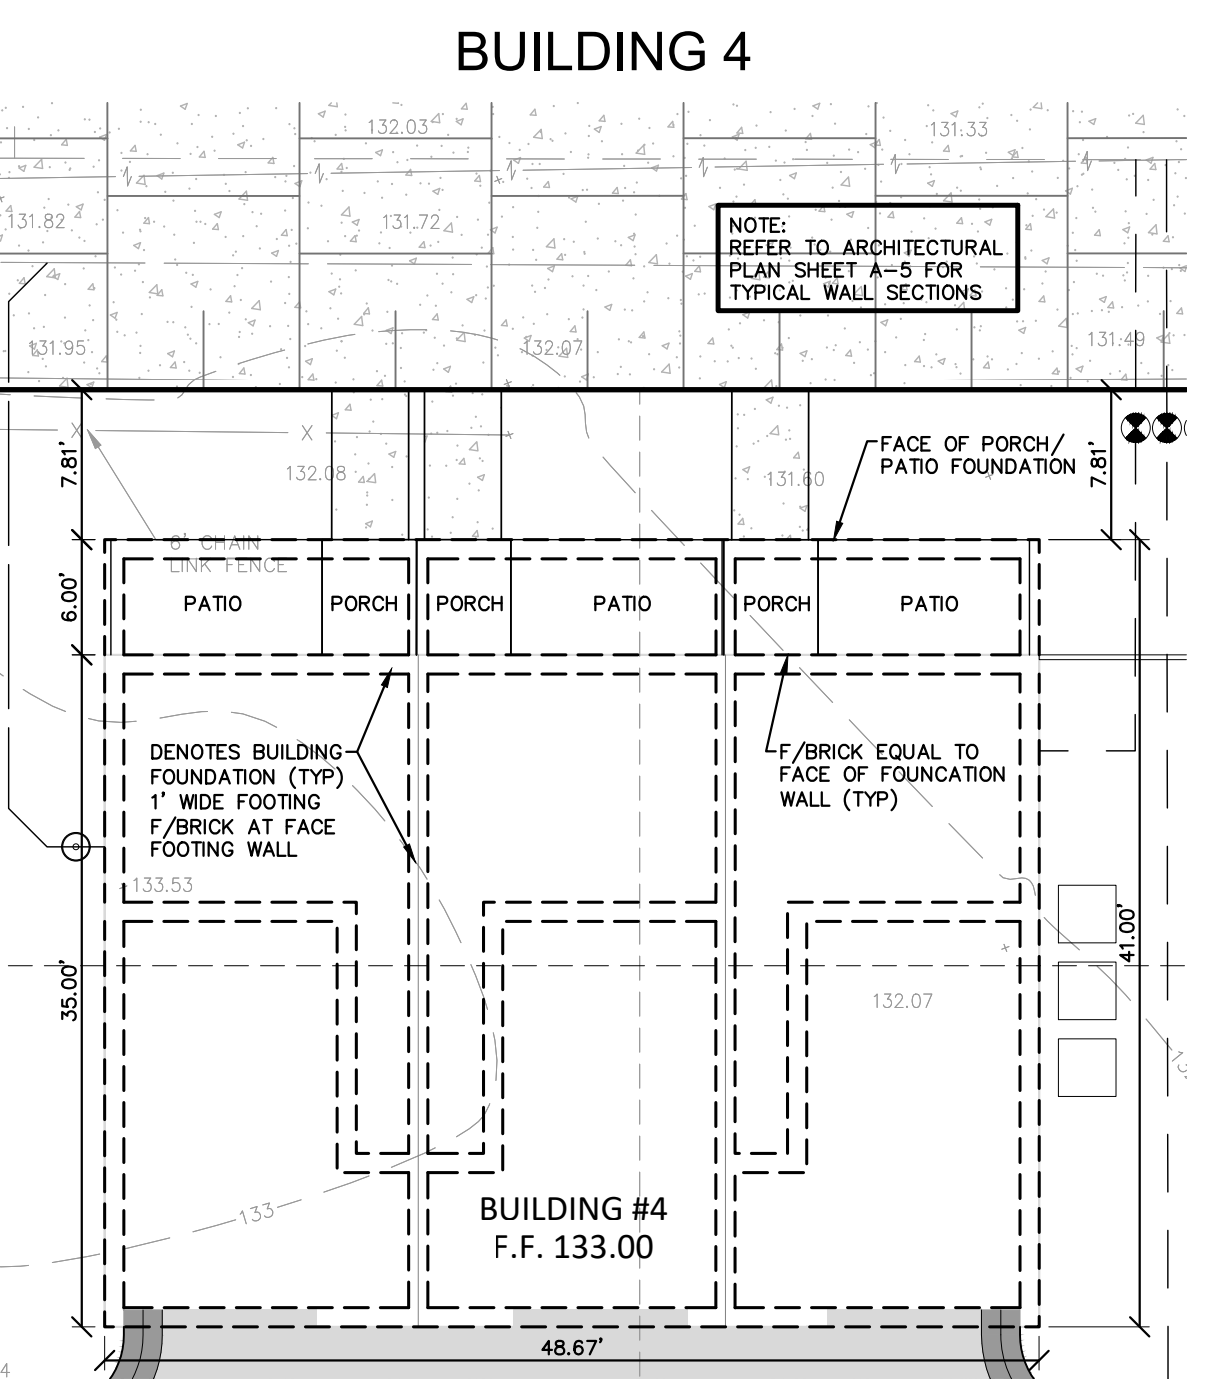 BUILDING 4
132.03
131.33
131.82
131.72
NOTE:
REFER TO ARCHITECTURAL
PLAN SHEET A-5 FOR
TYPICAL WALL SECTIONS
131.95
132.07
131.49
X
X
7.81'
132.08
131.60
FACE OF PORCH/
PATIO FOUNDATION
7.81'
6' CHAIN
LINK FENCE
6.00'
PATIO
PORCH
PORCH
PATIO
PORCH
PATIO
DENOTES BUILDING
FOUNDATION (TYP)
1' WIDE FOOTING
F/BRICK AT FACE
FOOTING WALL
F/BRICK EQUAL TO
FACE OF FOUNCATION
WALL (TYP)
133.53
35.00'
41.00'
132.07
133
BUILDING #4
F.F. 133.00
48.67'